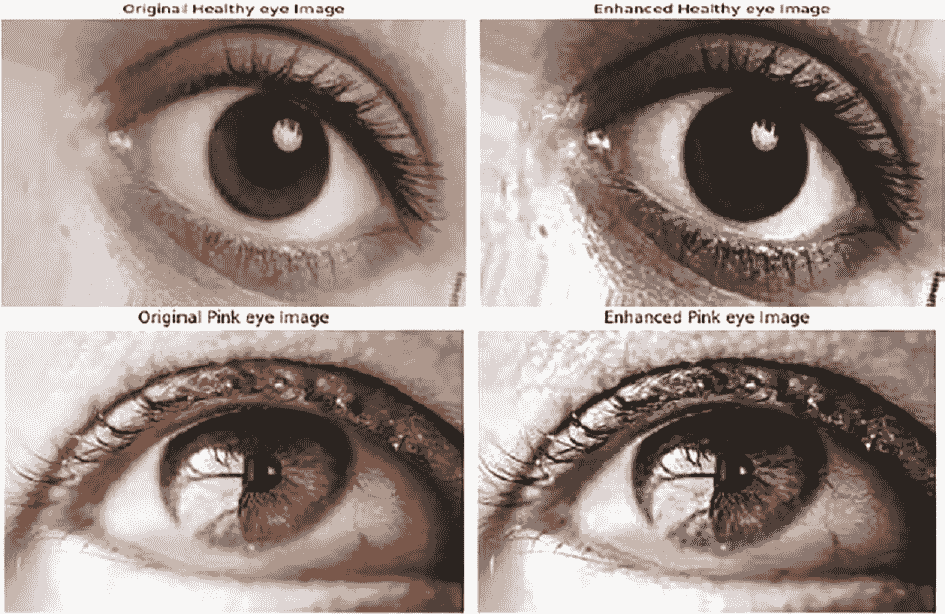 Original Healthy eye Image
Enhanced Healthy eye Image
Original Pink eye Image
Enhanced Pink eye Image